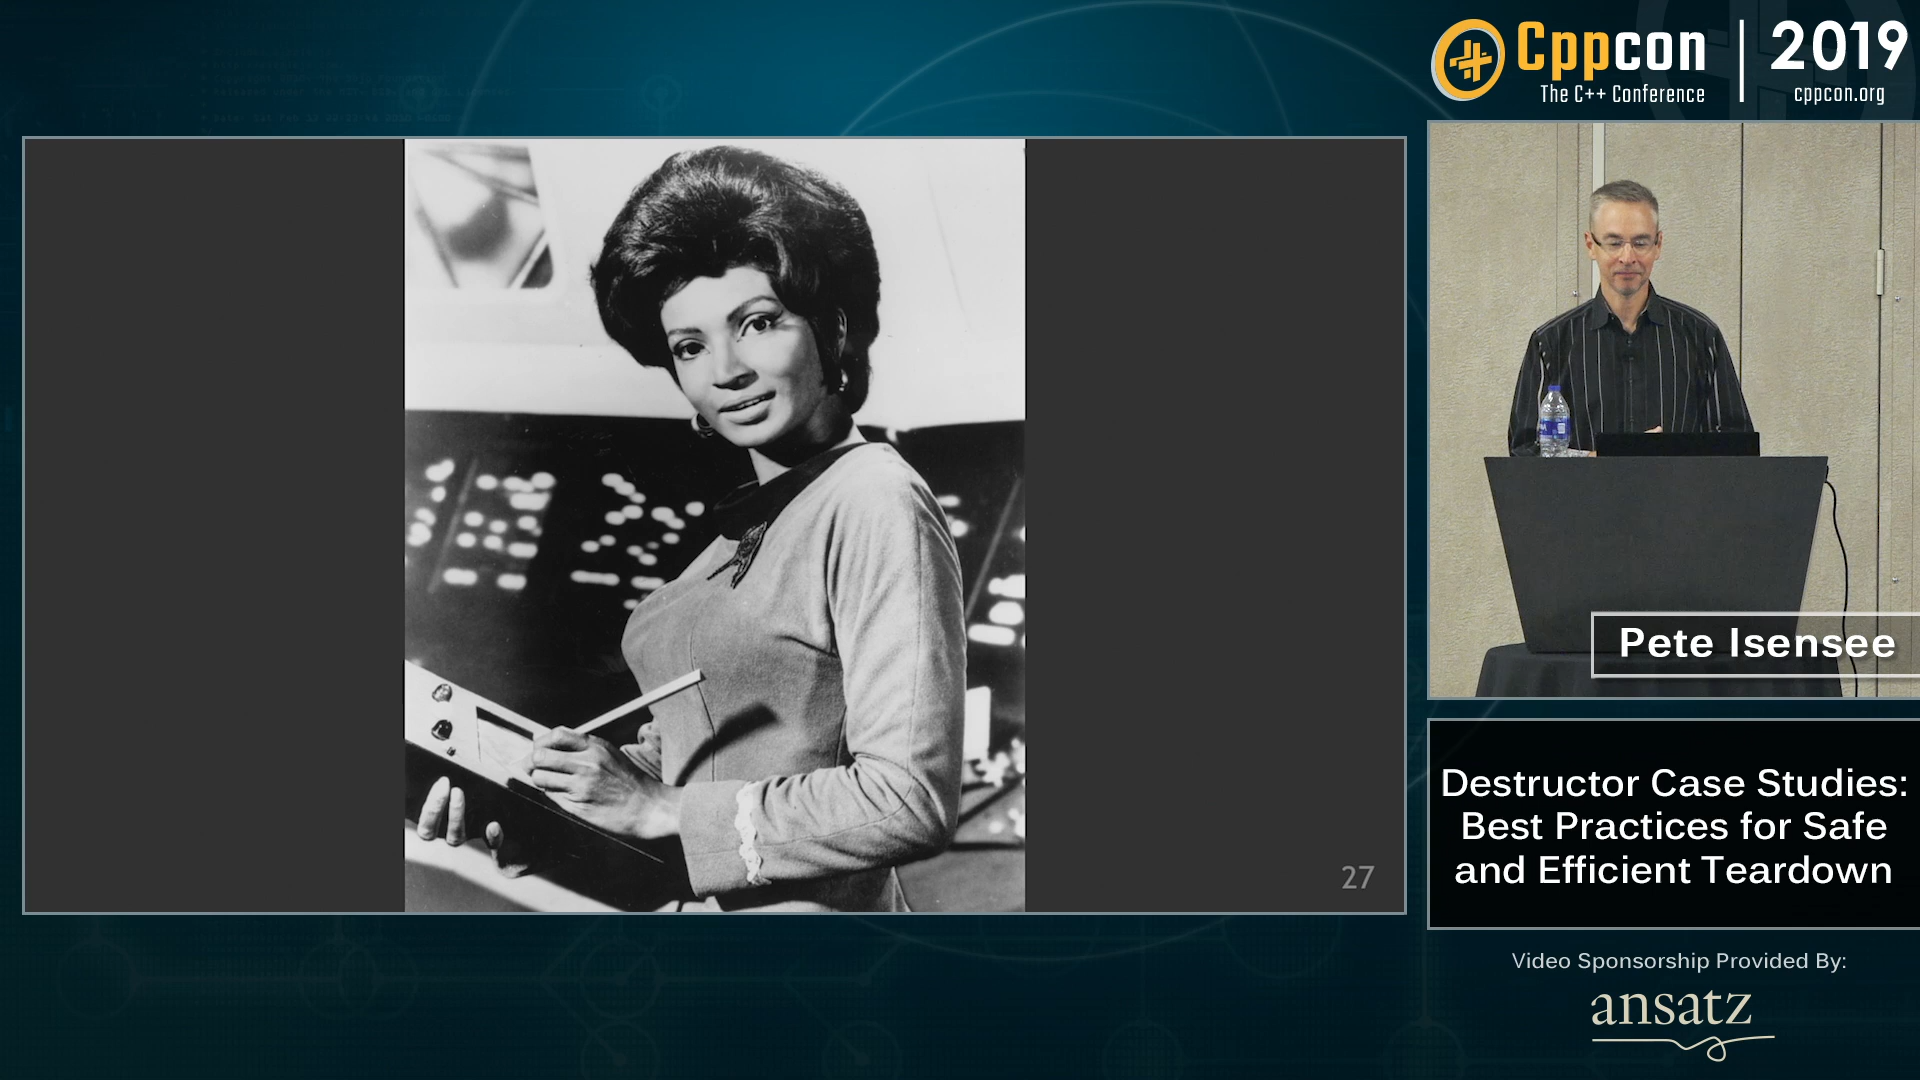 Cppcon
The C++ Conference
2019
cppcon.org
27
Pete Isensee
Destructor Case Studies:
Best Practices for Safe
and Efficient Teardown
Video Sponsorship Provided By:
ansatz